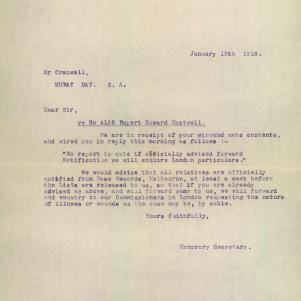 January 12th 1918.
Mr Cranwell,
MURAT BAY. S. A.
Dear Sir,
re No 4152 Rupert Howard Hastwell.
We are in receipt of your wire and note contents,
and wired you in reply this morning as follows :-
"No report to date if officially advised forward
Notification we will enquire London particulars."
We would advise that all relatives are officially
notified from Base Records, Melbourne, at least a week before
the Lists are released to us, so that if you are already
advised as above, and will forward same to us, we will forward
and enquiry to our Commissioners in London requesting the nature
of illness or wounds as the case may be, by cable.
Yours faithfully,
Honorary Secretary.